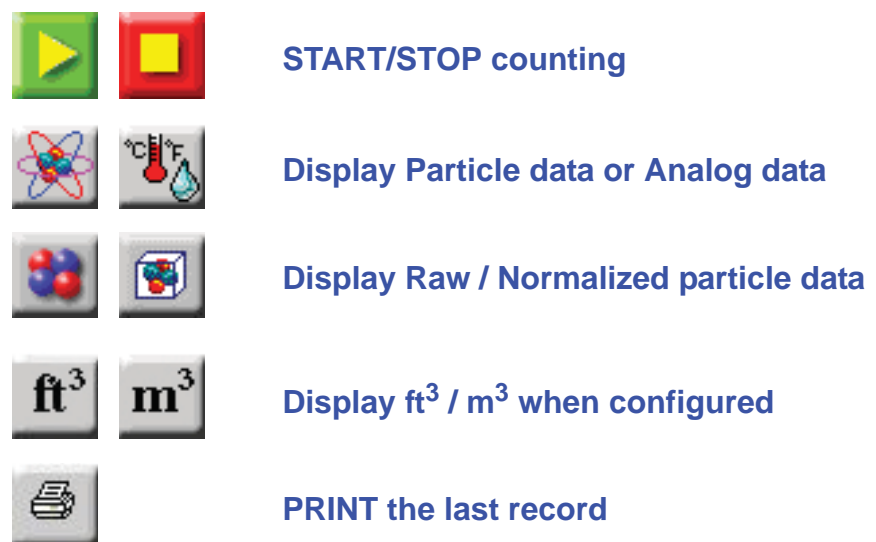 START/STOP counting
°C °F
Display Particle data or Analog data
Display Raw / Normalized particle data
ft³ m³ Display ft³ / m³ when configured
PRINT the last record